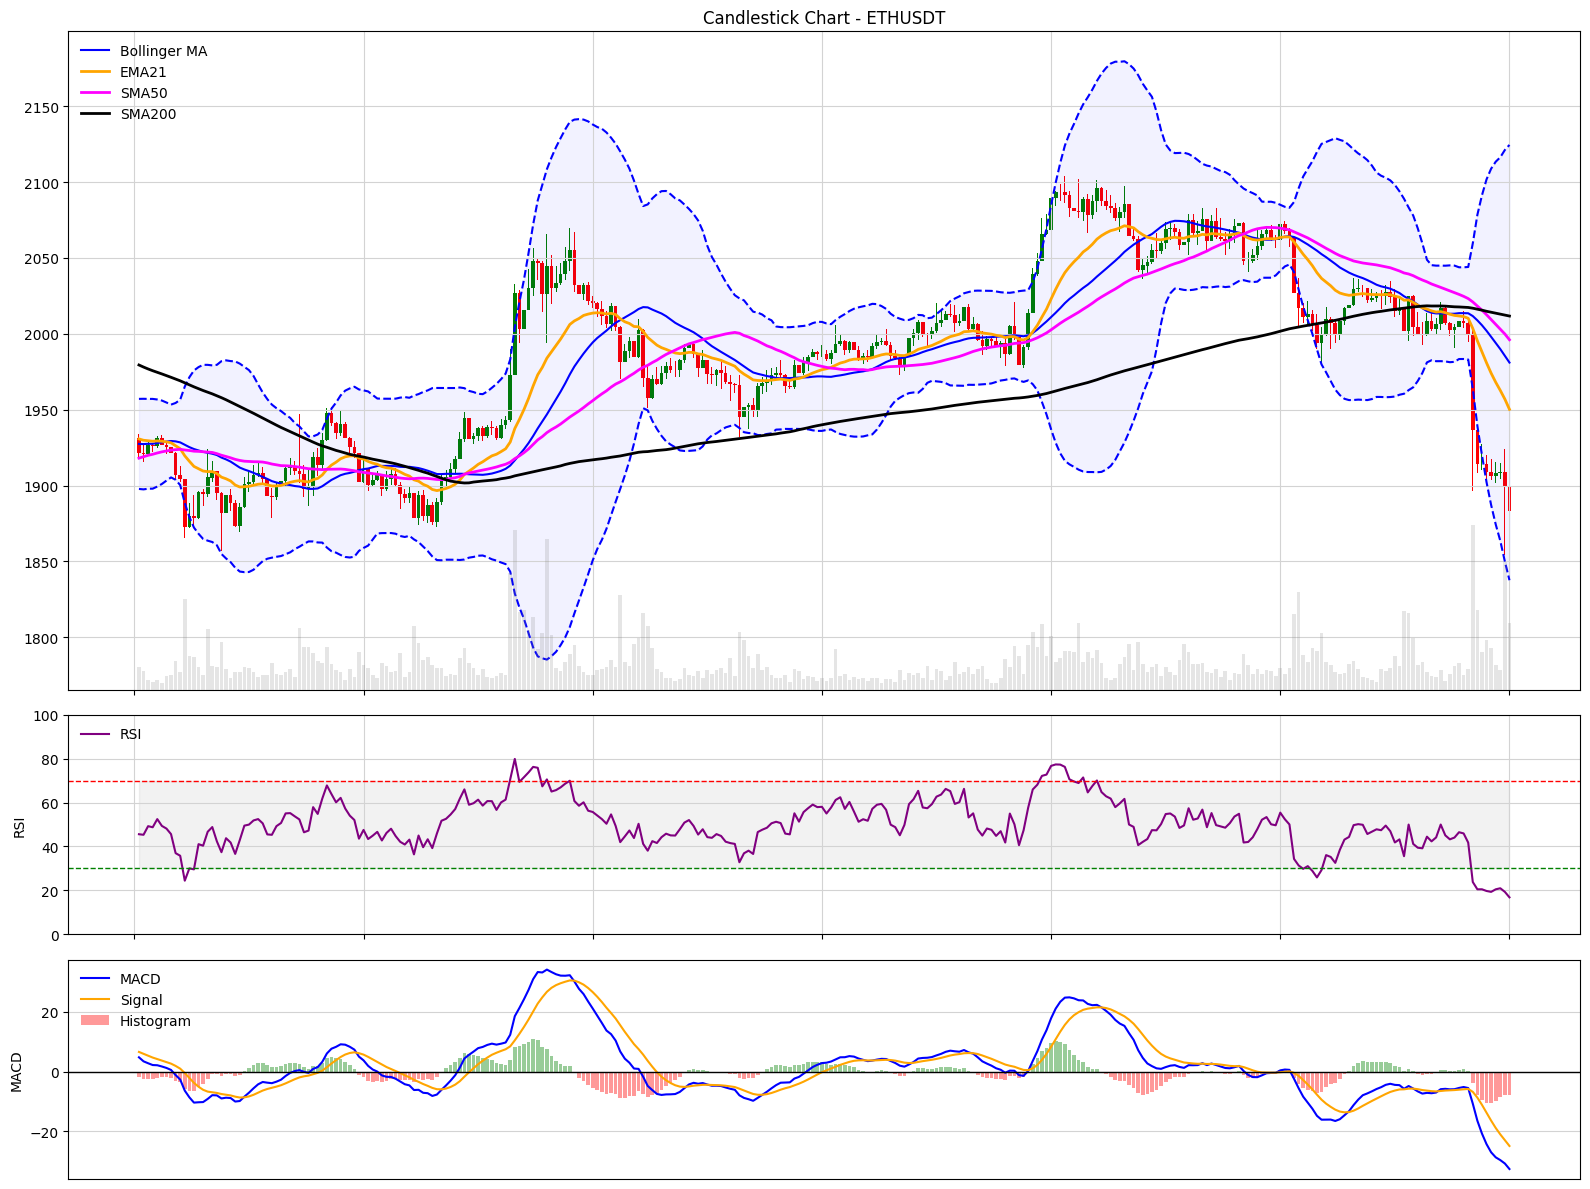 Candlestick Chart - ETHUSDT
Bollinger MA
EMA21
SMA50
SMA200
2150
2100
2050
2000
1950
1900
1850
1800
RSI
100
80
60
40
20
0
RSI
MACD
Signal
Histogram
20
0
−20
MACD